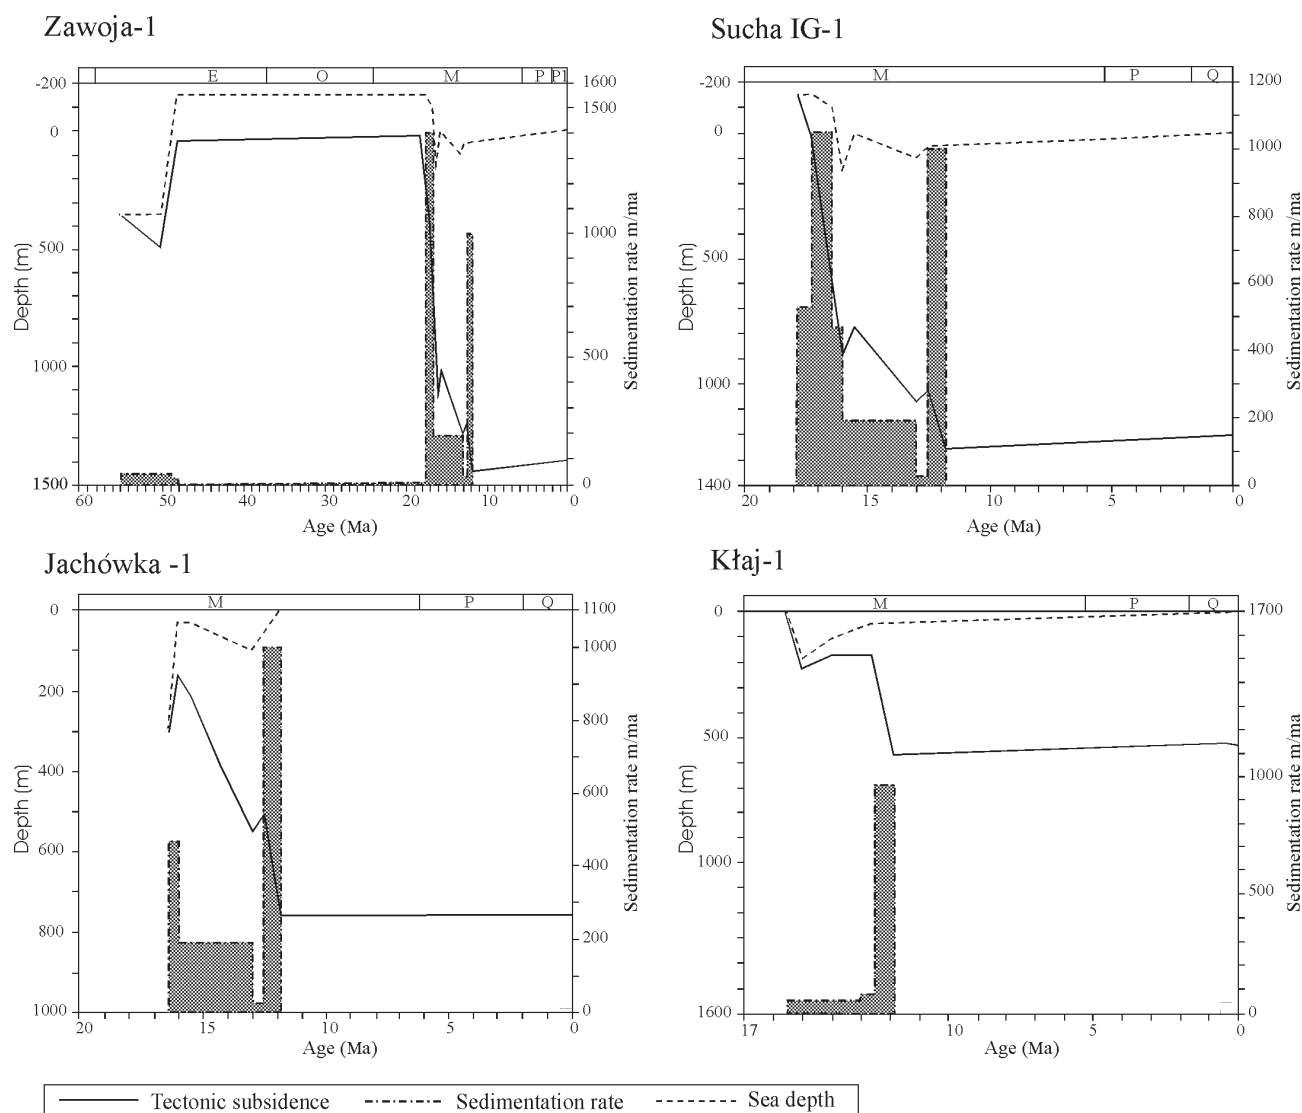 Zawoja-1
E O M P Pl
-200
0
500
1000
1500
Depth (m)
1600
1500
1000
500
0
Sedimentation rate m/ma
60 50 40 30 20 10 0
Age (Ma)
Sucha IG-1
M P Q
-200
0
500
1000
1400
Depth (m)
1200
1000
800
600
400
200
0
Sedimentation rate m/ma
20 15 10 5 0
Age (Ma)
Jachówka -1
M P Q
0
200
400
600
800
1000
Depth (m)
1100
1000
800
600
400
200
0
Sedimentation rate m/ma
20 15 10 5 0
Age (Ma)
Kłaj-1
M P Q
0
500
1000
1600
Depth (m)
1700
1000
500
0
Sedimentation rate m/ma
17 10 5 0
Age (Ma)
Tectonic subsidence Sedimentation rate Sea depth